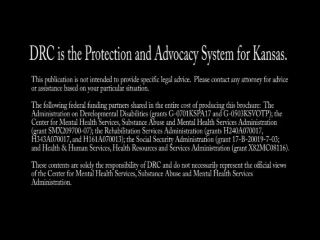 DRC is the Protection and Advocacy System for Kansas.
This publication is not intended to provide specific legal advice. Please contact any attorney for advice
or assistance based on your particular situation.
The following federal funding partners shared in the entire cost of producing this brochure: The
Administration on Developmental Disabilities (grants G-0701KSPA17 and G-0503KSVOTP); the
Center for Mental Health Services, Substance Abuse and Mental Health Services Administration
(grant SMX209700-07); the Rehabilitation Services Administration (grants H240A070017,
H343A070017, and H161A070013); the Social Security Administration (grant 17-B-20019-7-03;
and Health & Human Services, Health Resources and Services Administration (grant X82MC08116).
These contents are solely the responsibility of DRC and do not necessarily represent the official views
of the Center for Mental Health Services, Substance Abuse and Mental Health Services
Administration.